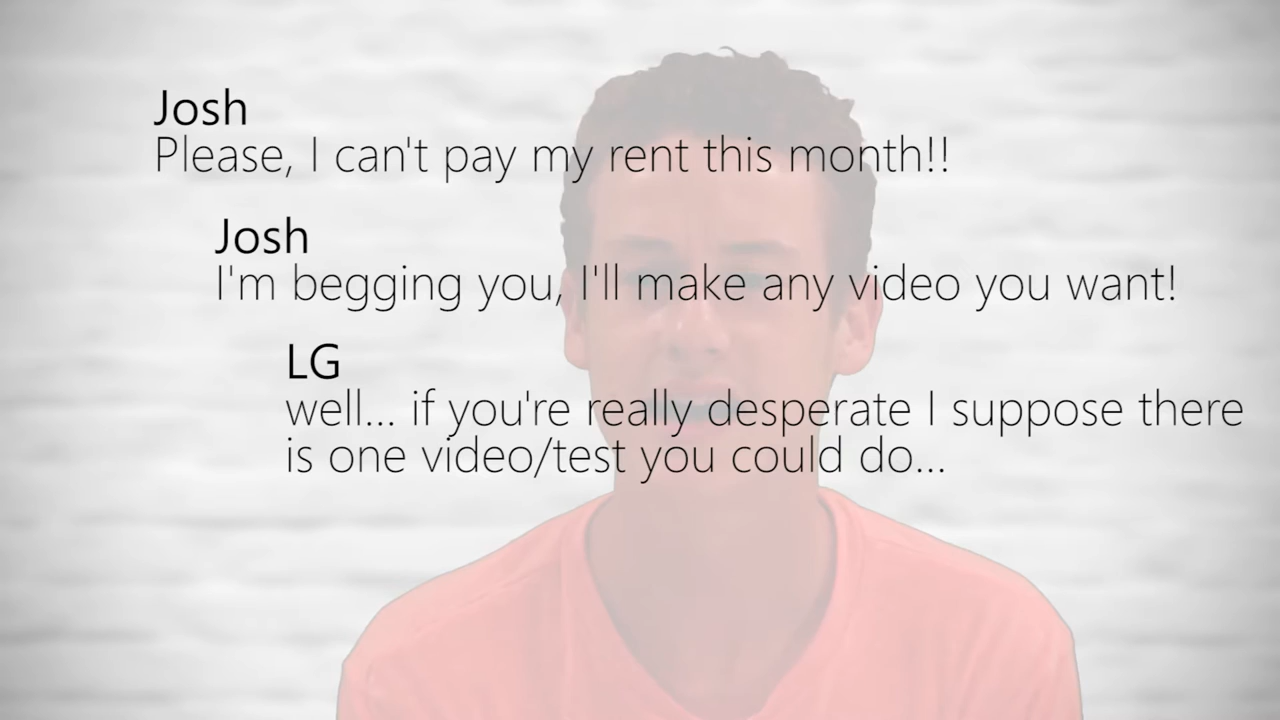 Josh
Please, I can't pay my rent this month!!
Josh
I'm begging you, I'll make any video you want!
LG
well... if you're really desperate I suppose there
is one video/test you could do...